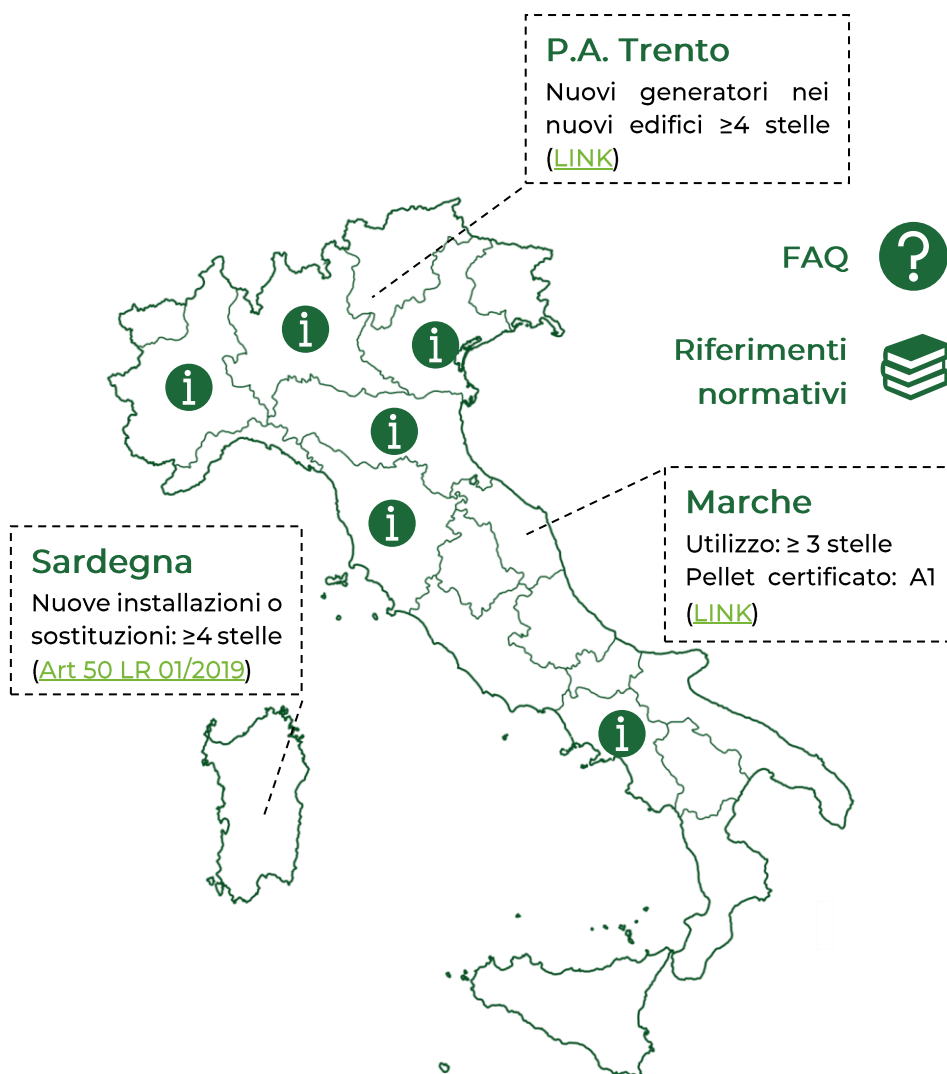 P.A. Trento
Nuovi generatori nei
nuovi edifici ≥4 stelle
(LINK)
FAQ
?
Riferimenti
normativi
i
i
i
i
i
Marche
Utilizzo: ≥ 3 stelle
Pellet certificato: A1
(LINK)
Sardegna
Nuove installazioni o
sostituzioni: ≥4 stelle
(Art 50 LR 01/2019)
i